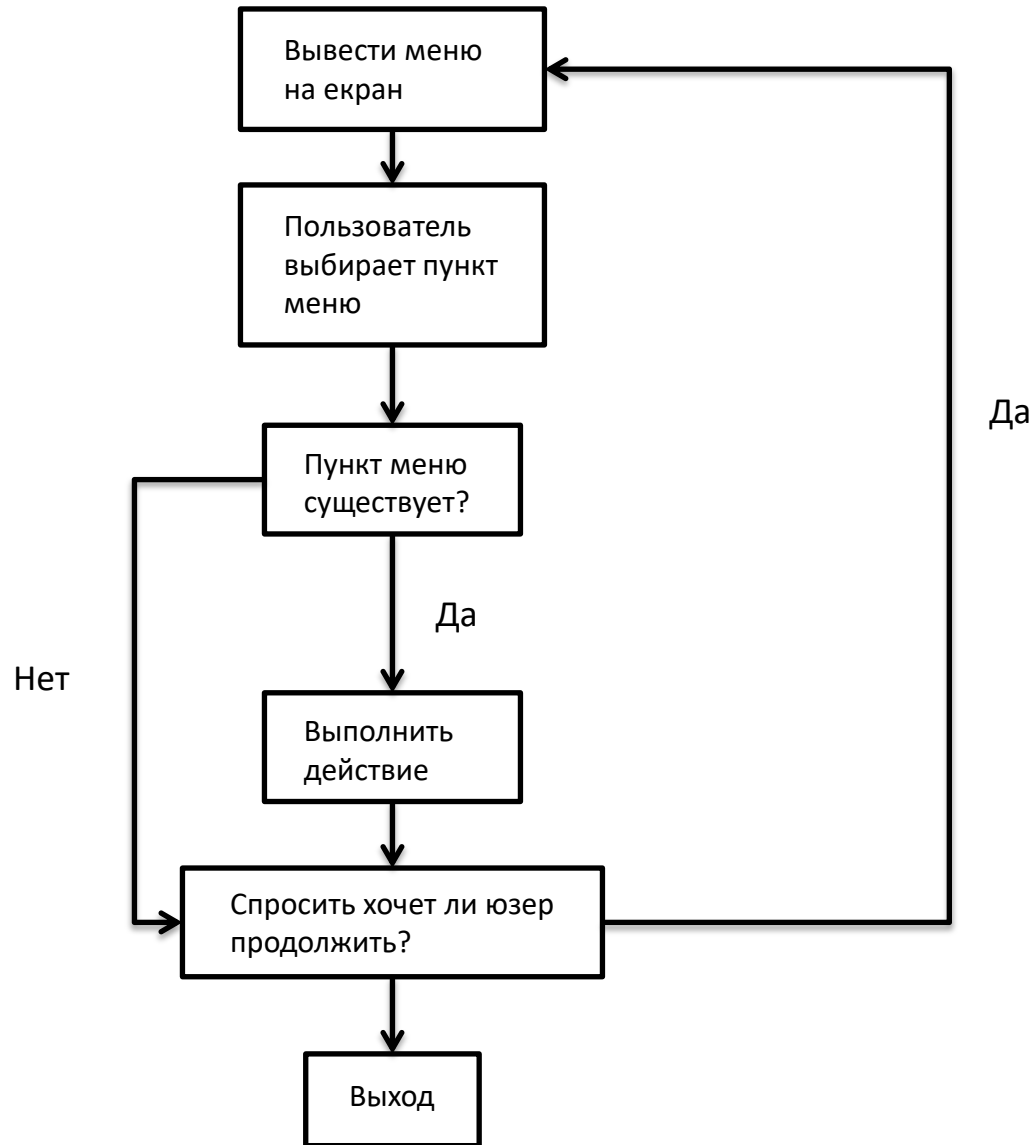 Вывести меню
на екран
Пользователь
выбирает пункт
меню
Да
Пункт меню
существует?
Да
Нет
Выполнить
действие
Спросить хочет ли юзер
продолжить?
Выход